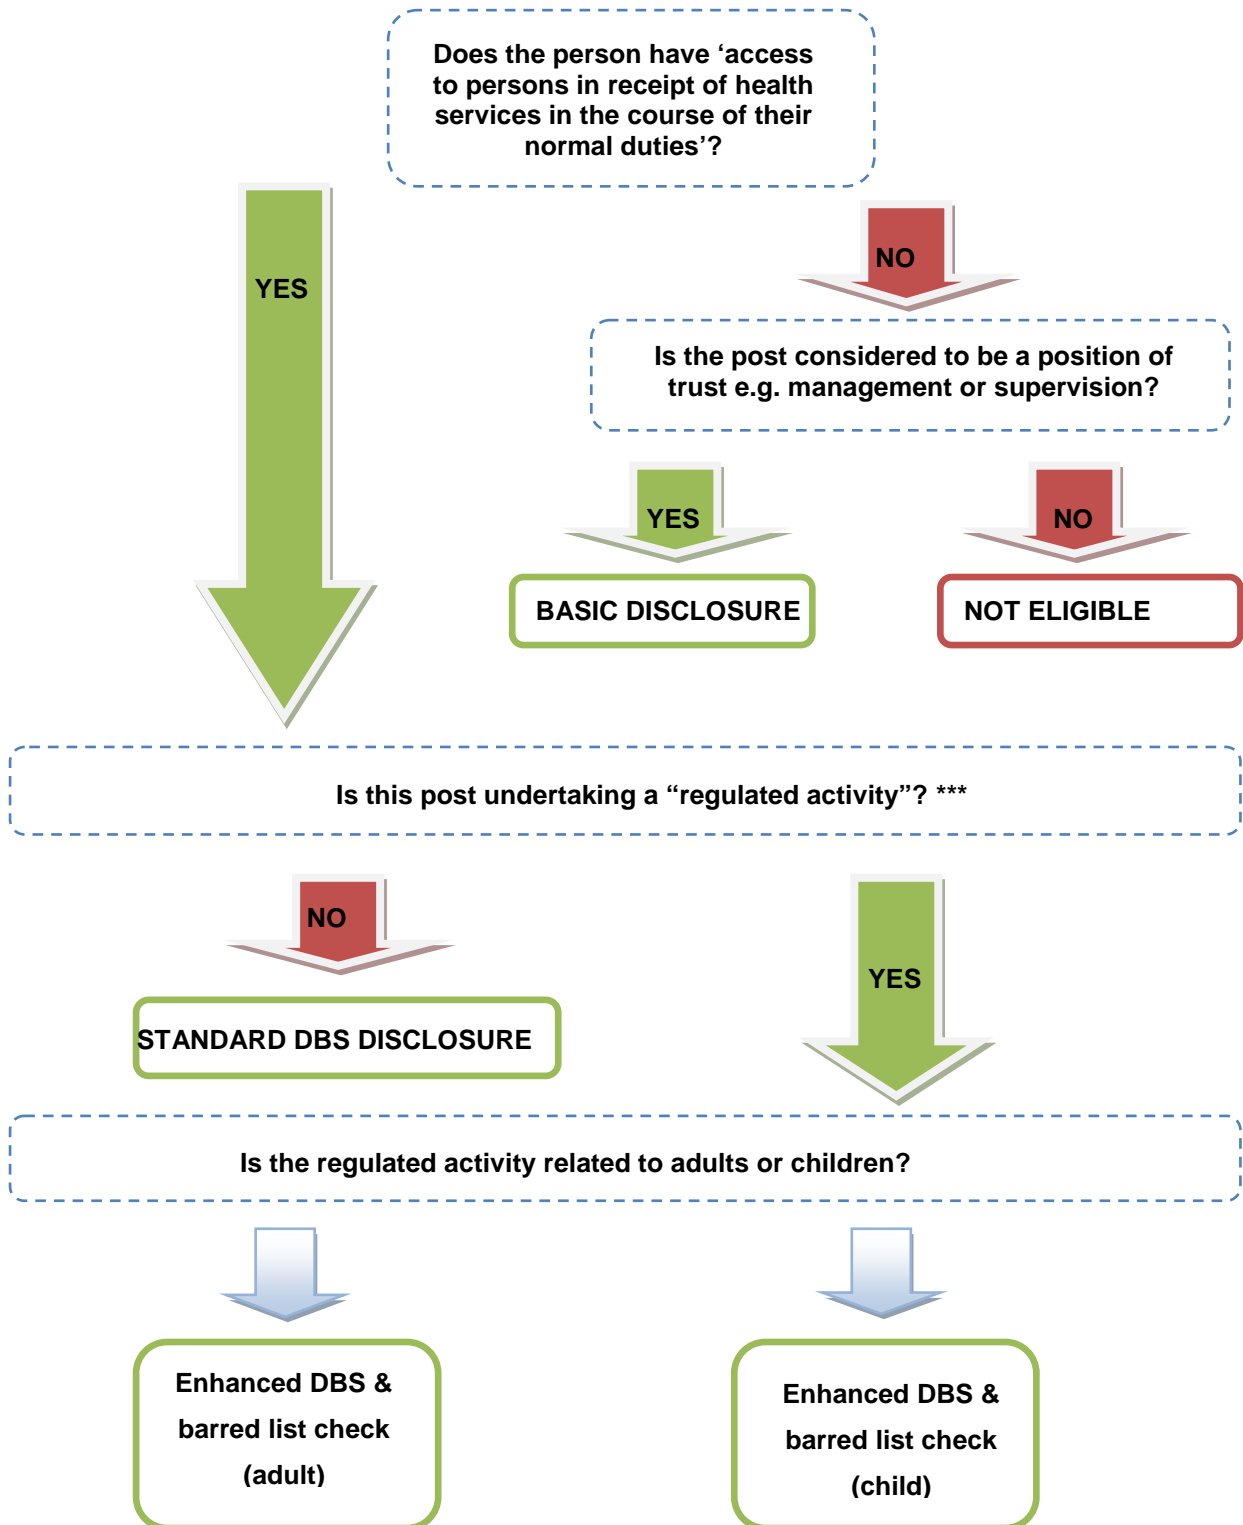 Does the person have ‘access
to persons in receipt of health
services in the course of their
normal duties’?
YES
NO
Is the post considered to be a position of
trust e.g. management or supervision?
YES
NO
BASIC DISCLOSURE
NOT ELIGIBLE
Is this post undertaking a “regulated activity”? ***
NO
YES
STANDARD DBS DISCLOSURE
Is the regulated activity related to adults or children?
Enhanced DBS &
barred list check
(adult)
Enhanced DBS &
barred list check
(child)